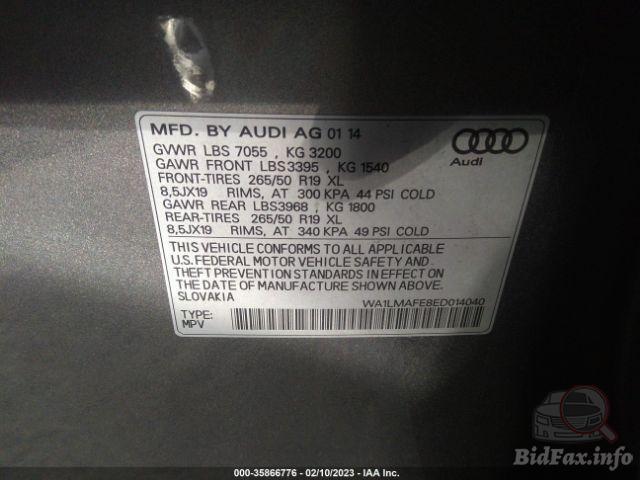 MFD. BY AUDI AG 01 14
GVWR LBS 7055 , KG 3200
GAWR FRONT LBS3395 , KG 1540
FRONT-TIRES 265/50 R19 XL
8,5JX19 RIMS, AT 300 KPA 44 PSI COLD
GAWR REAR LBS3968 , KG 1800
REAR-TIRES 265/50 R19 XL
8,5JX19 RIMS, AT 340 KPA 49 PSI COLD
Audi
THIS VEHICLE CONFORMS TO ALL APPLICABLE
U.S. FEDERAL MOTOR VEHICLE SAFETY AND
THEFT PREVENTION STANDARDS IN EFFECT ON
THE DATE OF MANUFACTURE SHOWN ABOVE.
SLOVAKIA
WA1LMAFE8ED014040
TYPE:
MPV
BidFax.info
000-35866776 - 02/10/2023 - IAA Inc.